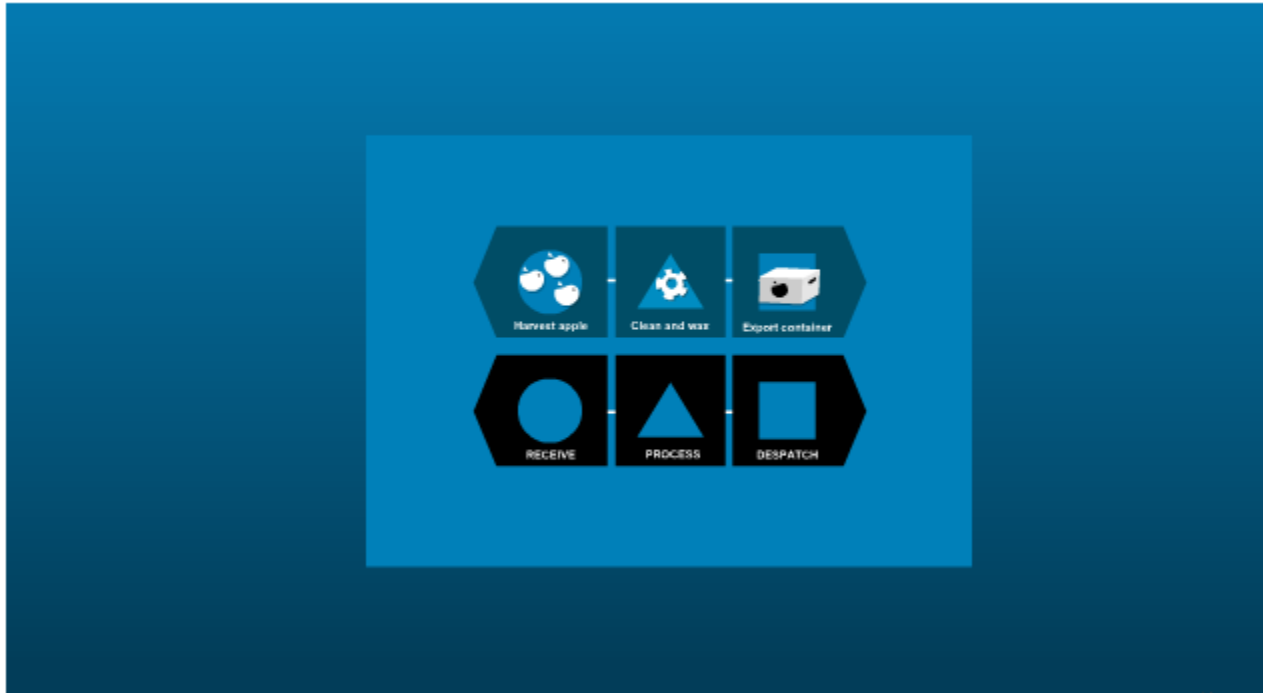 Harvest apple
Clean and wax
Export container
RECEIVE
PROCESS
DESPATCH